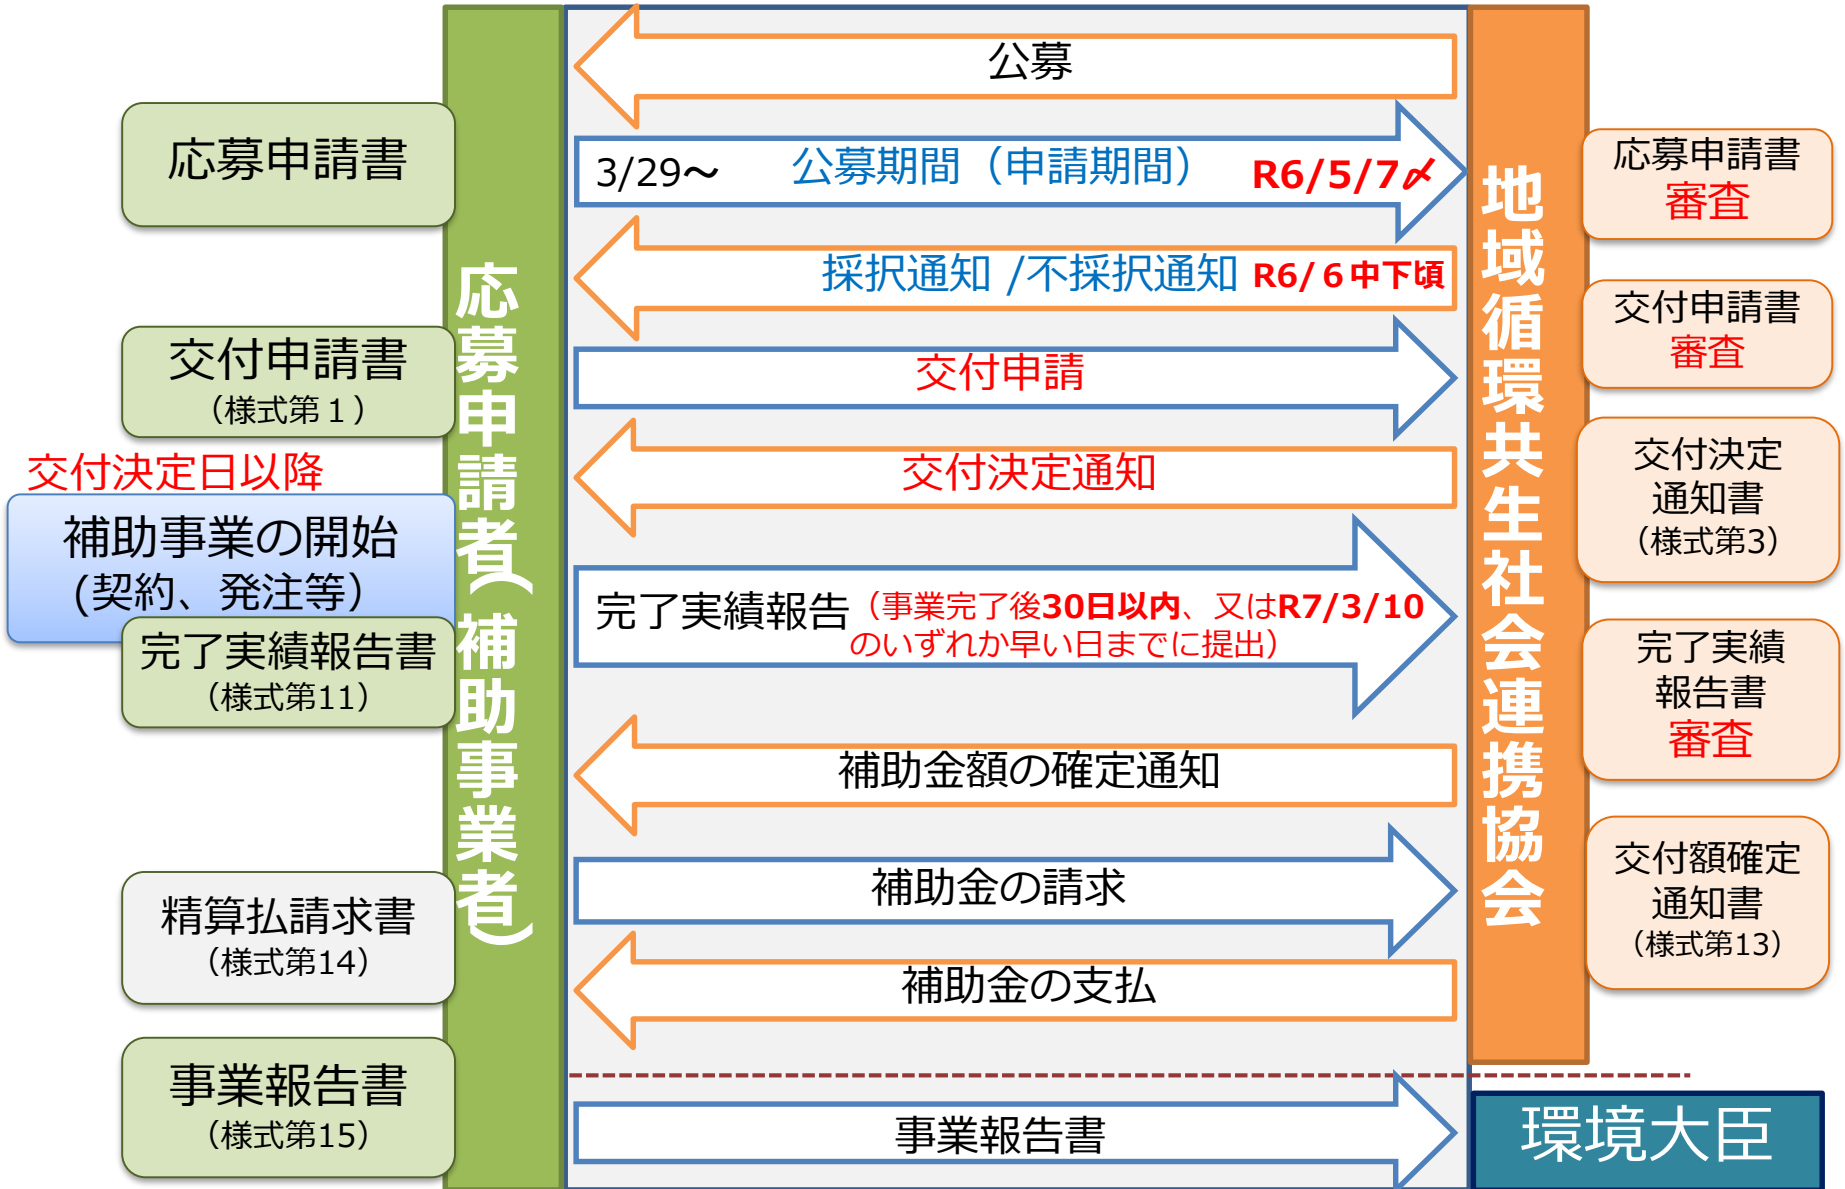 公募
応募申請書
3/29～ 公募期間（申請期間） R6/5/7〆
応募申請書
審査
採択通知 /不採択通知 R6/６中下頃
交付申請書
（様式第１）
交付申請
交付申請書
審査
交付決定通知
交付決定
通知書
（様式第3）
交付決定日以降
補助事業の開始
(契約、発注等）
完了実績報告（事業完了後30日以内、又はR7/3/10
のいずれか早い日までに提出）
完了実績報告書
（様式第11）
完了実績
報告書
審査
補助金額の確定通知
交付額確定
通知書
（様式第13）
補助金の請求
精算払請求書
（様式第14）
補助金の支払
事業報告書
（様式第15）
事業報告書
環境大臣
応募申請者（補助事業者）
地域循環共生社会連携協会